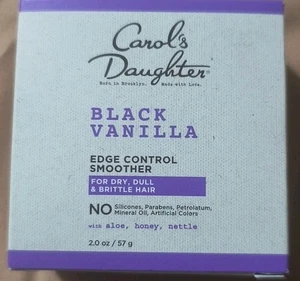 Carol's
Daughter
Born in Brooklyn. Made with Love.
BLACK
VANILLA
EDGE CONTROL
SMOOTHER
FOR DRY, DULL
& BRITTLE HAIR
NO Silicones, Parabens, Petrolatum,
Mineral Oil, Artificial Colors
with aloe, honey, nettle
2.0 oz / 57 g